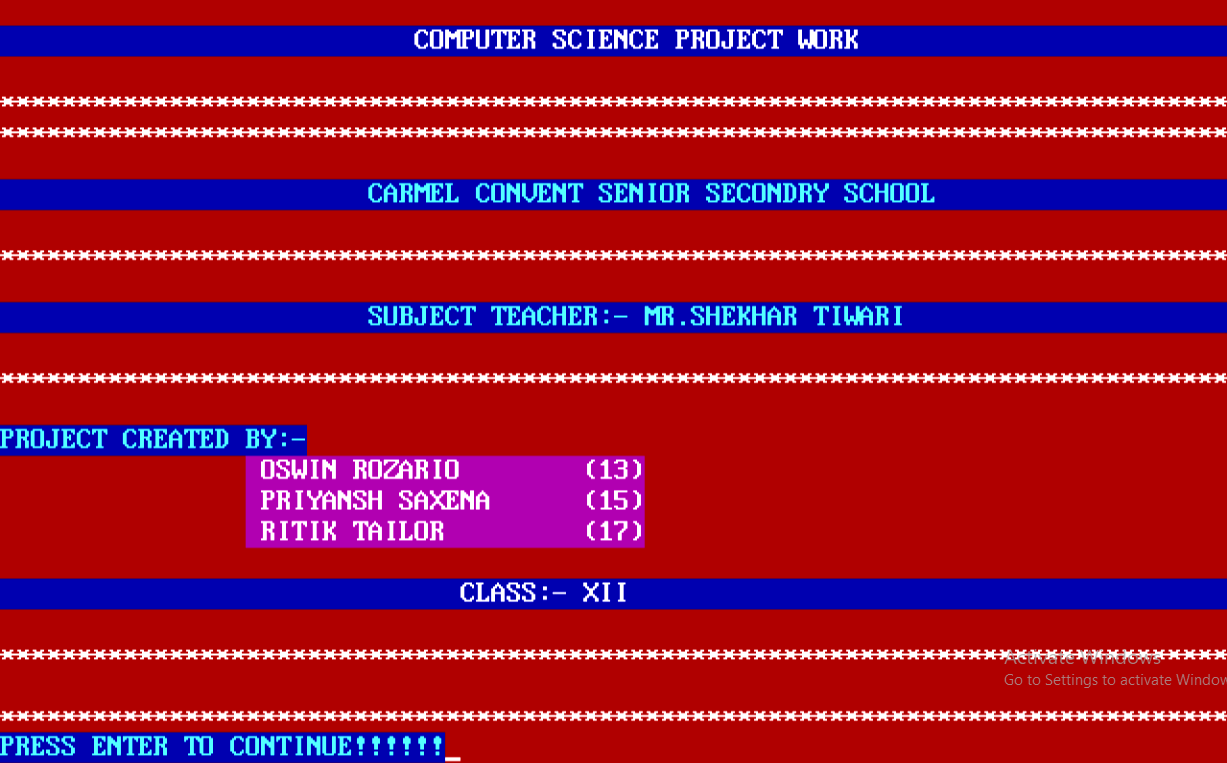 COMPUTER SCIENCE PROJECT WORK
CARMEL CONVENT SENIOR SECONDRY SCHOOL
SUBJECT TEACHER:- MR.SHEKHAR TIWARI
PROJECT CREATED BY:-
OSWIN ROZARIO (13)
PRIYANSH SAXENA (15)
RITIK TAILOR (17)
CLASS:- XII
Activate Windows
Go to Settings to activate Window
PRESS ENTER TO CONTINUE!!!!!!_